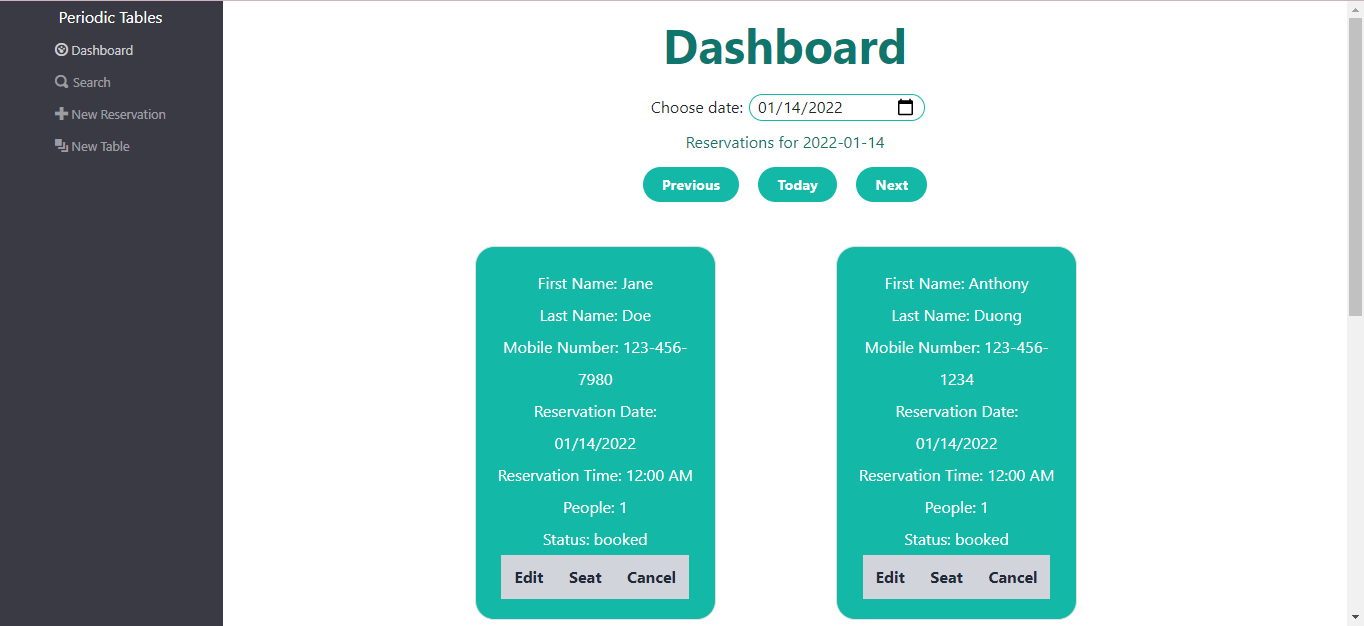 Periodic Tables
Dashboard
Search
New Reservation
New Table
Dashboard
Choose date: 01/14/2022
Reservations for 2022-01-14
Previous Today Next
First Name: Jane
Last Name: Doe
Mobile Number: 123-456-
7980
Reservation Date:
01/14/2022
Reservation Time: 12:00 AM
People: 1
Status: booked
Edit Seat Cancel
First Name: Anthony
Last Name: Duong
Mobile Number: 123-456-
1234
Reservation Date:
01/14/2022
Reservation Time: 12:00 AM
People: 1
Status: booked
Edit Seat Cancel